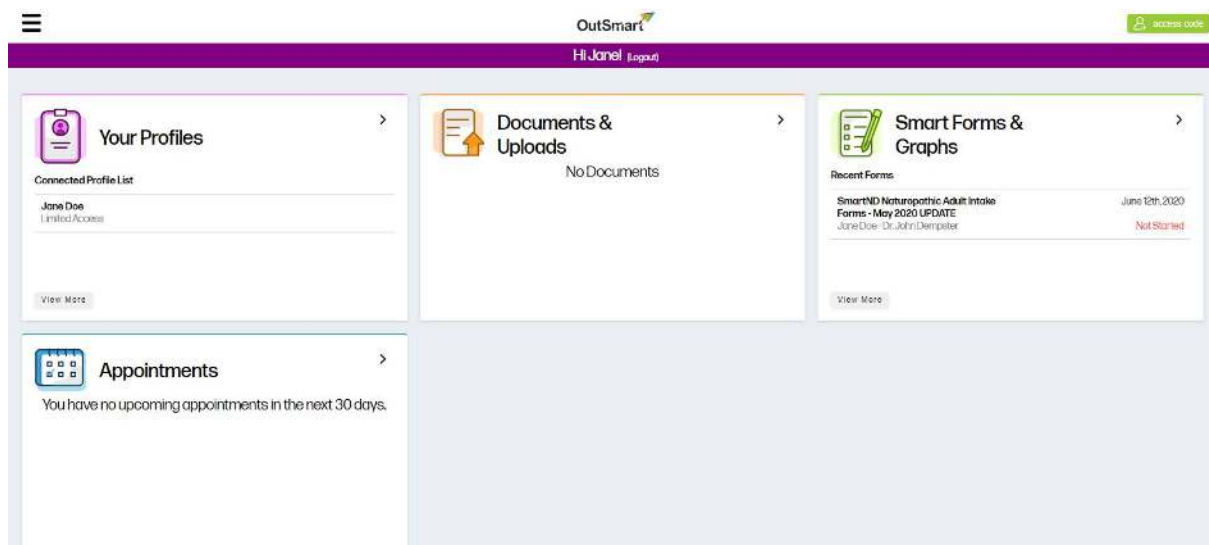 OutSmart
access code
Hi Jane! (Logout)
Your Profiles
Connected Profile List
Jane Doe
Limited Access
View More
Documents &
Uploads
No Documents
Smart Forms &
Graphs
Recent Forms
SmartND Naturopathic Adult Intake
Forms - May 2020 UPDATE
June 12th, 2020
Jane Doe - Dr. John Dempster
Not Started
View More
Appointments
You have no upcoming appointments in the next 30 days.